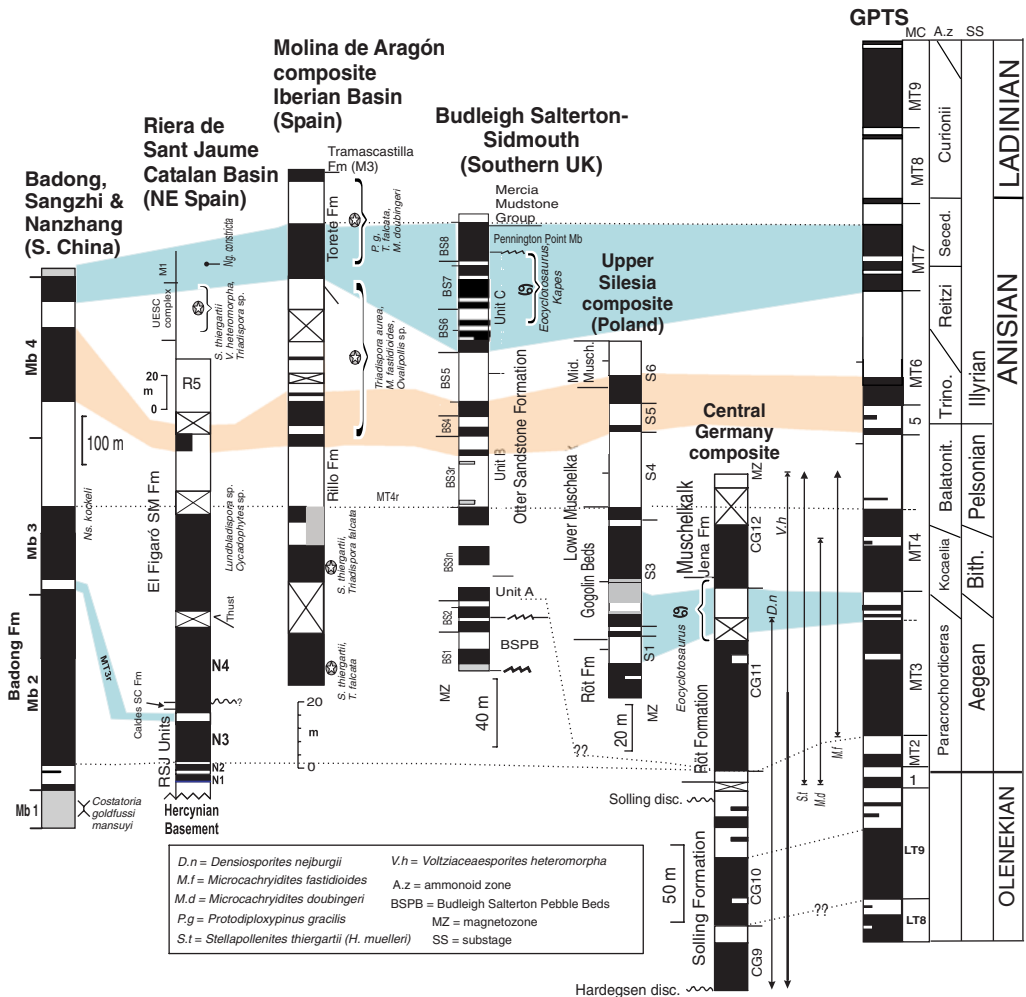 GPTS
MC A.z SS
Molina de Aragón
composite
Iberian Basin
(Spain)
Riera de
Sant Jaume
Catalan Basin
(NE Spain)
Badong,
Sangzhi &
Nanzhang
(S. China)
Budleigh Salterton-
Sidmouth
(Southern UK)
Upper
Silesia
composite
(Poland)
Central
Germany
composite
Tramascastilla
Fm (M3)
Mercia
Mudstone
Group
Pennington Point Mb
Mb 4
Mb 3
Mb 2
Mb 1
Badong Fm
100 m
Ns. kockeli
MT3r
Costatoria
goldfussi
mansuyi
M1
UESC
complex
Ng. constricta
S. thiergartii
V. heteromorpha,
Triadispora sp.
20
m
0
R5
El Figaró SM Fm
Lundbladispora sp.
Cycadophytes sp.
Thust
N4
?
Caldes SC Fm
N3
N2
N1
RSJ Units
Hercynian
Basement
Torete Fm
P. g,
T. falcata,
M. doubingeri
Triadispora aurea,
M. fastidioides,
Ovalipollis sp.
Rillo Fm
MT4r
S. thiergartii,
Triadispora falcata
S. thiergartii,
T. falcata
20
m
0
BS8
BS7
BS6
BS5
BS4
BS3r
BS3n
BS2
BS1
MZ
Unit C
Unit B
Unit A
BSPB
Otter Sandstone Formation
Eocyclotosaurus,
Kapes
40 m
Mid.
Musch.
Lower Muschelka
Gogolin Beds
Röt Fm
S6
S5
S4
S3
S1
MZ
20 m
Eocyclotosaurus
??
MZ
Muschelkalk
Jena Fm
CG12
CG11
Röt Formation
Solling disc.
Solling Formation
CG10
CG9
Hardegsen disc.
50 m
D.n
V.h
S.t
M.d
M.f
??
MT9
MT8
MT7
MT6
5
MT4
MT3
MT2
1
LT9
LT8
Curionii
Seced.
Reitzi
Trino.
Balatonit.
Kocaelia
Paracrochordiceras
Illyrian
Pelsonian
Bith.
Aegean
LADINIAN
ANISIAN
OLENEKIAN
D.n = Densiosporites nejburgii
M.f = Microcachryidites fastidioides
M.d = Microcachryidites doubingeri
P.g = Protodiploxypinus gracilis
S.t = Stellapollenites thiergartii (H. muelleri)
V.h = Voltziaceaesporites heteromorpha
A.z = ammonoid zone
BSPB = Budleigh Salterton Pebble Beds
MZ = magnetozone
SS = substage